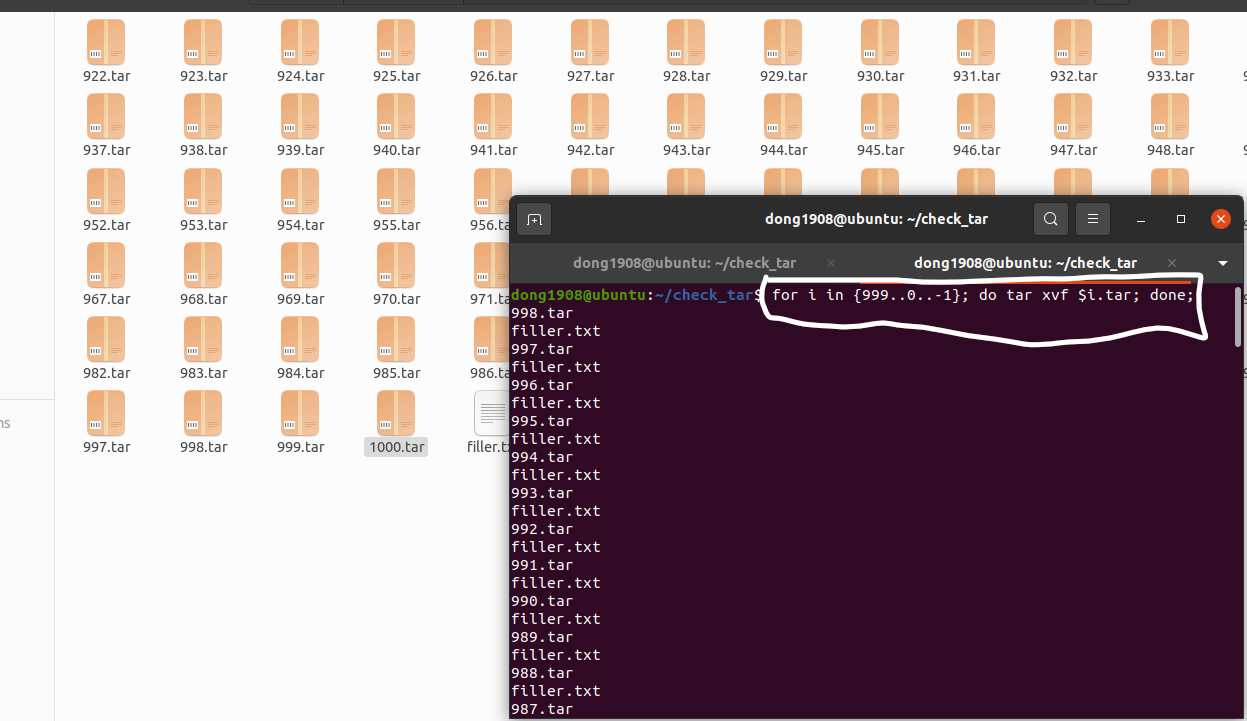 922.tar 923.tar 924.tar 925.tar 926.tar 927.tar 928.tar 929.tar 930.tar 931.tar 932.tar 933.tar
937.tar 938.tar 939.tar 940.tar 941.tar 942.tar 943.tar 944.tar 945.tar 946.tar 947.tar 948.tar
952.tar 953.tar 954.tar 955.tar 956.ta
967.tar 968.tar 969.tar 970.tar 971.ta
982.tar 983.tar 984.tar 985.tar 986.ta
997.tar 998.tar 999.tar 1000.tar filler.tx
dong1908@ubuntu: ~/check_tar
dong1908@ubuntu: ~/check_tar dong1908@ubuntu: ~/check_tar
dong1908@ubuntu:~/check_tar$ for i in {999..0..-1}; do tar xvf $i.tar; done;
998.tar
filler.txt
997.tar
filler.txt
996.tar
filler.txt
995.tar
filler.txt
994.tar
filler.txt
993.tar
filler.txt
992.tar
filler.txt
991.tar
filler.txt
990.tar
filler.txt
989.tar
filler.txt
988.tar
filler.txt
987.tar